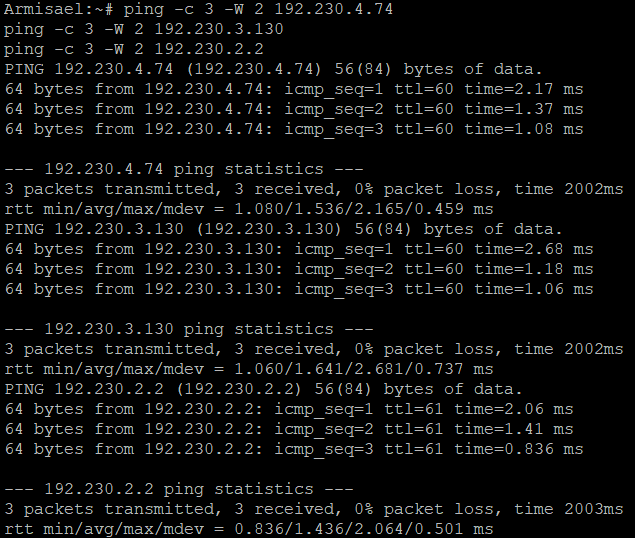 Armisael:~# ping -c 3 -W 2 192.230.4.74
ping -c 3 -W 2 192.230.3.130
ping -c 3 -W 2 192.230.2.2
PING 192.230.4.74 (192.230.4.74) 56(84) bytes of data.
64 bytes from 192.230.4.74: icmp_seq=1 ttl=60 time=2.17 ms
64 bytes from 192.230.4.74: icmp_seq=2 ttl=60 time=1.37 ms
64 bytes from 192.230.4.74: icmp_seq=3 ttl=60 time=1.08 ms

--- 192.230.4.74 ping statistics ---
3 packets transmitted, 3 received, 0% packet loss, time 2002ms
rtt min/avg/max/mdev = 1.080/1.536/2.165/0.459 ms
PING 192.230.3.130 (192.230.3.130) 56(84) bytes of data.
64 bytes from 192.230.3.130: icmp_seq=1 ttl=60 time=2.68 ms
64 bytes from 192.230.3.130: icmp_seq=2 ttl=60 time=1.18 ms
64 bytes from 192.230.3.130: icmp_seq=3 ttl=60 time=1.06 ms

--- 192.230.3.130 ping statistics ---
3 packets transmitted, 3 received, 0% packet loss, time 2002ms
rtt min/avg/max/mdev = 1.060/1.641/2.681/0.737 ms
PING 192.230.2.2 (192.230.2.2) 56(84) bytes of data.
64 bytes from 192.230.2.2: icmp_seq=1 ttl=61 time=2.06 ms
64 bytes from 192.230.2.2: icmp_seq=2 ttl=61 time=1.41 ms
64 bytes from 192.230.2.2: icmp_seq=3 ttl=61 time=0.836 ms

--- 192.230.2.2 ping statistics ---
3 packets transmitted, 3 received, 0% packet loss, time 2003ms
rtt min/avg/max/mdev = 0.836/1.436/2.064/0.501 ms